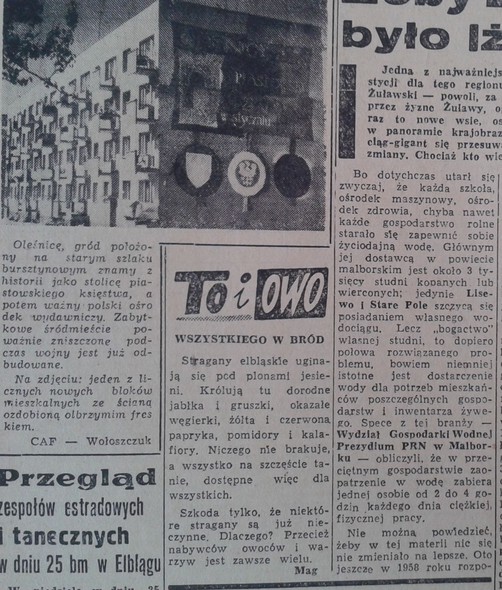 Oleśnicę, gród położo-
ny na starym szlaku
bursztynowym znamy z
historii jako stolicę pia-
stowskiego księstwa, a
potem ważny polski ośro
dek wydawniczy. Zabyt-
kowe śródmieście po-
ważnie zniszczone pod-
czas wojny jest już od-
budowane.
Na zdjęciu: jeden z li-
cznych nowych bloków
mieszkalnych ze ścianą
ozdobioną olbrzymim fres
kiem.
CAF — Wołoszczuk
Przegląd
zespołów estradowych
i tanecznych
w dniu 25 bm w Elblągu
To i OWO
WSZYSTKIEGO W BRÓD
Stragany elbląskie ugina-
ją się pod plonami jesie-
ni. Królują tu dorodne
jabłka i gruszki, okazałe
węgierki, żółta i czerwona
papryka, pomidory i kala-
fiory. Niczego nie brakuje,
a wszystko na szczęście ta-
nie, dostępne więc dla
wszystkich.
Szkoda tylko, że niektó-
re stragany są już nie-
czynne. Dlaczego? Przecież
nabywców owoców i wa-
rzyw jest zawsze wielu.
Mag
było
Jedna z najważniej
stycji dla tego region
Żuławski — powoli, za
przez żyzne Żuławy, o
raz to nowe wsie, os
w panoramie krajobraz
ciąg-gigant się przesuw
zmiany. Chociaż kto wie
Bo dotychczas utarł się
zwyczaj, że każda szkoła,
ośrodek maszynowy, ośro-
dek zdrowia, chyba nawet
każde gospodarstwo rolne
starało się zapewnić sobie
życiodajną wodę. Głównym
jej dostawcą w powiecie
malborskim jest około 3 ty-
sięcy studni kopanych lub
wierconych; jedynie Lise-
wo i Stare Pole szczycą się
posiadaniem własnego wo-
dociągu. Lecz „bogactwo”
własnej studni, to dopiero
połowa rozwiązanego pro-
blemu, bowiem niemniej
istotne jest dostarczenie
wody dla potrzeb mieszkań-
ców poszczególnych gospo-
darstw i inwentarza żywe-
go. Spece z tej branży —
Wydział Gospodarki Wodnej
Prezydium PRN w Malbor-
ku — obliczyli, że w prze-
ciętnym gospodarstwie zao-
patrzenie w wodę zabiera
jednej osobie od 2 do 4 go-
dzin każdego dnia ciężkiej,
fizycznej pracy.
Nie można powiedzieć,
żeby w tej materii nic się
nie zmieniało na lepsze. Oto
jeszcze w 1958 roku rozpo-